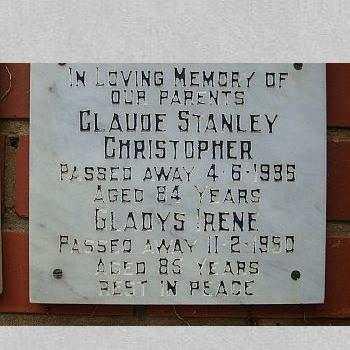 In Loving Memory of
our parents
Claude Stanley
Christopher
Passed away 4·6·1985
Aged 84 Years
Gladys Irene
Passed away 11-2-1990
Aged 85 Years
Rest in Peace